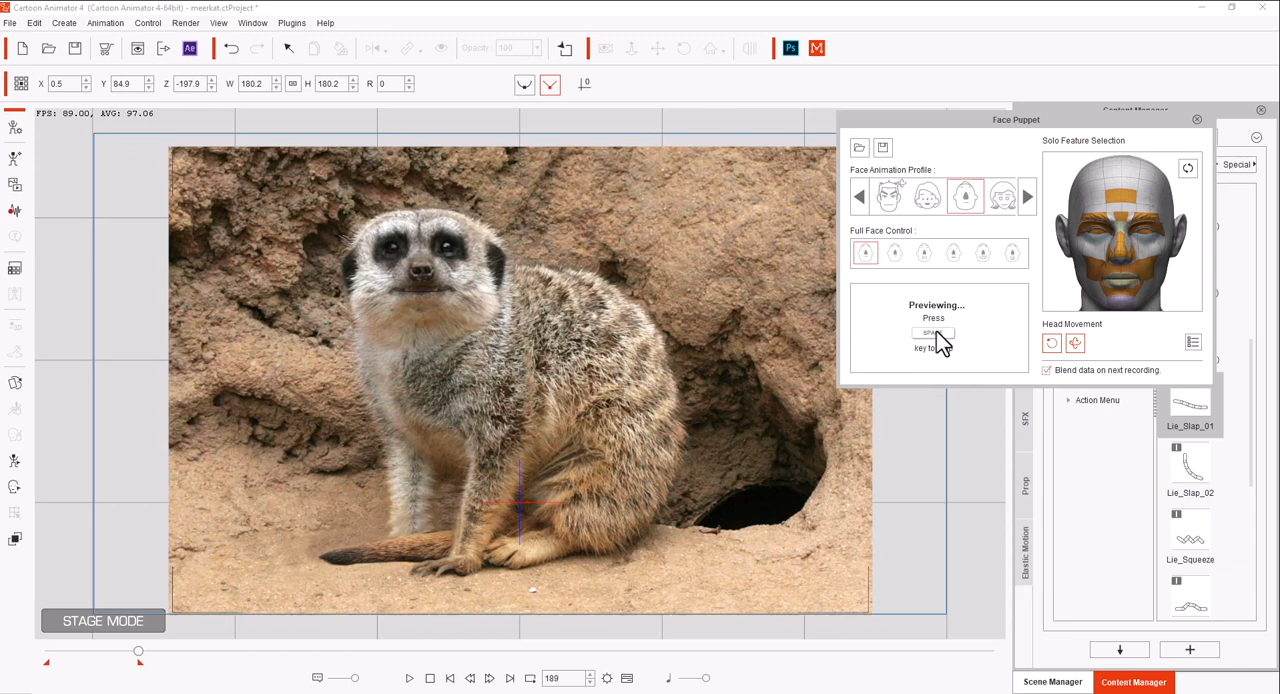 Cartoon Animator 4 (Cartoon Animator 4-64bit) - meerkat.ctProject *
File Edit Create Animation Control Render View Window Plugins Help
Ae
Opacity 100
Ps
X 0.5 Y 84.9 Z -197.9 W 180.2 H 180.2 R 0
FPS: 89.00, AVG: 97.06
Content Manager
Face Puppet
Solo Feature Selection
Face Animation Profile :
Special
Full Face Control :
Previewing...
Press
key to
Head Movement
Blend data on next recording.
Action Menu
Lie_Slap_01
SFX
Lie_Slap_02
Prop
Lie_Squeeze
Elastic Motion
STAGE MODE
189
Scene Manager
Content Manager